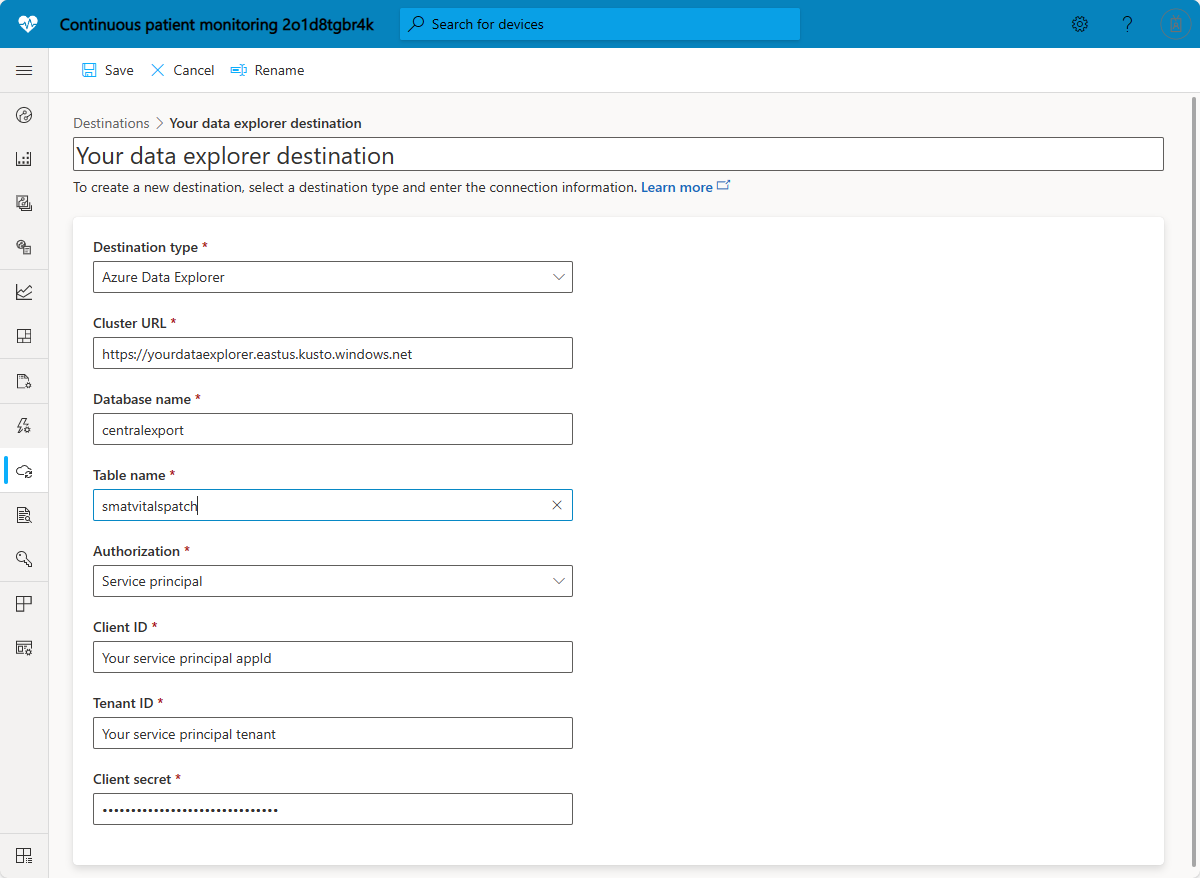 Continuous patient monitoring 2o1d8tgbr4k
Search for devices
Save
Cancel
Rename
Destinations > Your data explorer destination
Your data explorer destination
To create a new destination, select a destination type and enter the connection information. Learn more
Destination type *
Azure Data Explorer
Cluster URL *
https://yourdataexplorer.eastus.kusto.windows.net
Database name *
centralexport
Table name *
smatvitalspatch
Authorization *
Service principal
Client ID *
Your service principal appId
Tenant ID *
Your service principal tenant
Client secret *
•••••••••••••••••••••••••••••••